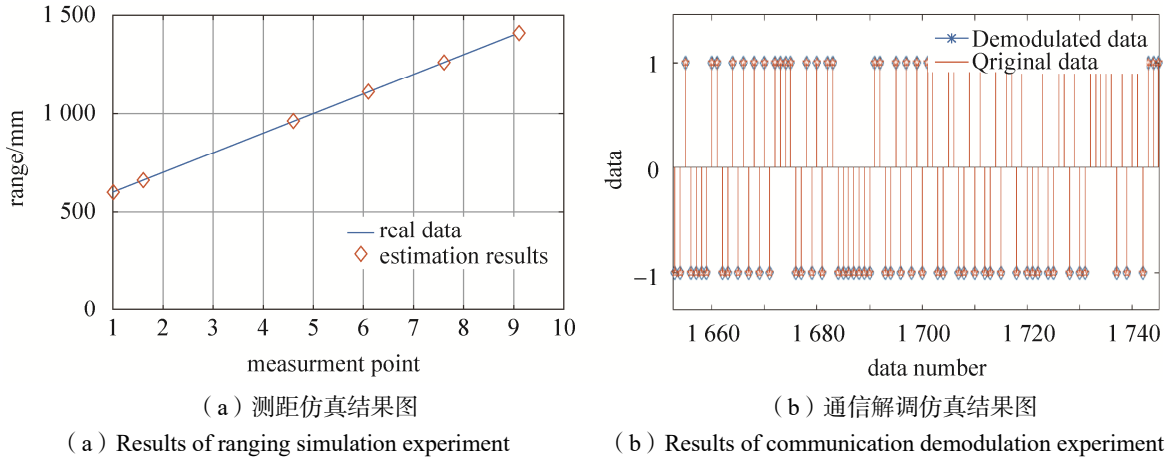 1 500
1 000
500
0
range/mm
1 2 3 4 5 6 7 8 9 10
measurment point
rcal data
estimation results
(a)测距仿真结果图
(a)Results of ranging simulation experiment
1
0
−1
data
1 660 1 680 1 700 1 720 1 740
data number
Demodulated data
Qriginal data
(b)通信解调仿真结果图
(b)Results of communication demodulation experiment